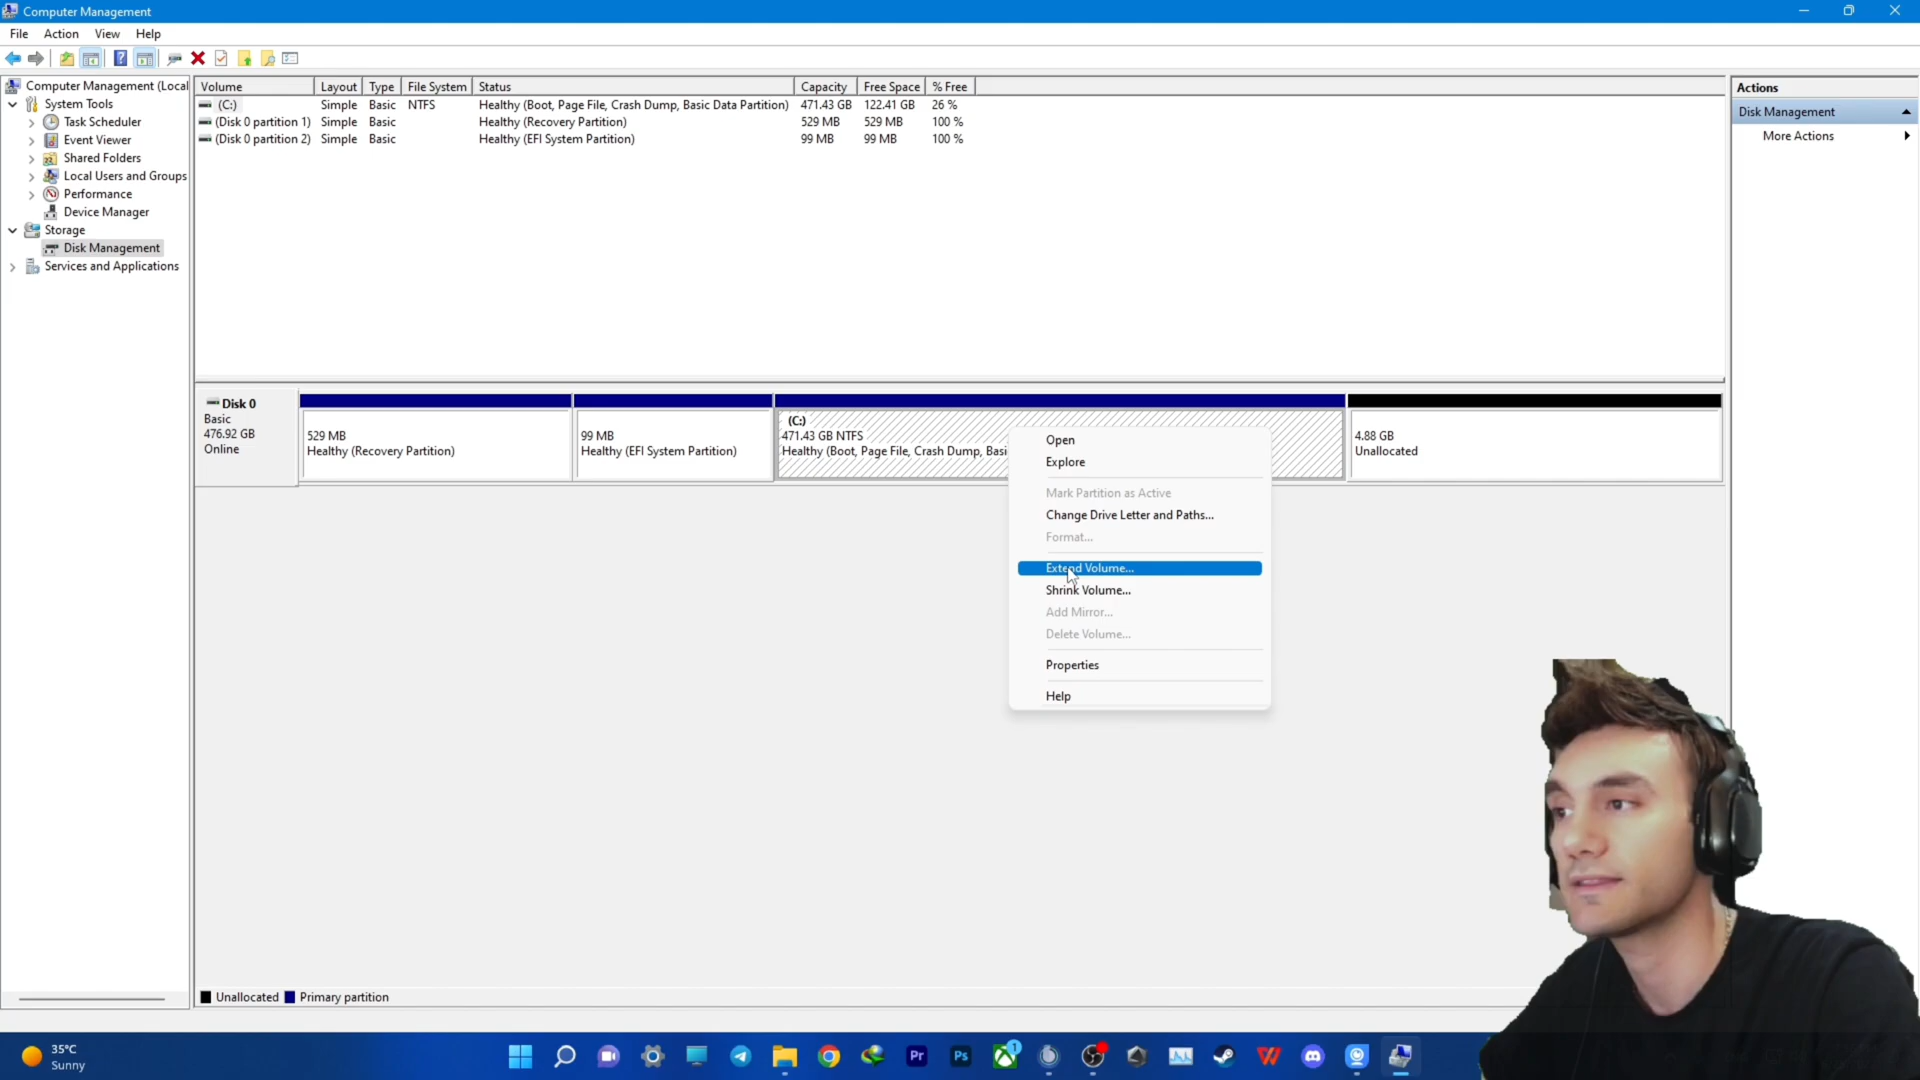 Computer Management
File Action View Help
Computer Management (Local
System Tools
Task Scheduler
Event Viewer
Shared Folders
Local Users and Groups
Performance
Device Manager
Storage
Disk Management
Services and Applications
Volume Layout Type File System Status Capacity Free Space % Free
(C:) Simple Basic NTFS Healthy (Boot, Page File, Crash Dump, Basic Data Partition) 471.43 GB 122.41 GB 26 %
(Disk 0 partition 1) Simple Basic Healthy (Recovery Partition) 529 MB 529 MB 100 %
(Disk 0 partition 2) Simple Basic Healthy (EFI System Partition) 99 MB 99 MB 100 %
Actions
Disk Management
More Actions
Disk 0
Basic
476.92 GB
Online
529 MB
Healthy (Recovery Partition)
99 MB
Healthy (EFI System Partition)
(C:)
471.43 GB NTFS
Healthy (Boot, Page File, Crash Dump, Basi
4.88 GB
Unallocated
Open
Explore
Mark Partition as Active
Change Drive Letter and Paths...
Format...
Extend Volume...
Shrink Volume...
Add Mirror...
Delete Volume...
Properties
Help
Unallocated Primary partition
35°C
Sunny
Pr
Ps
1